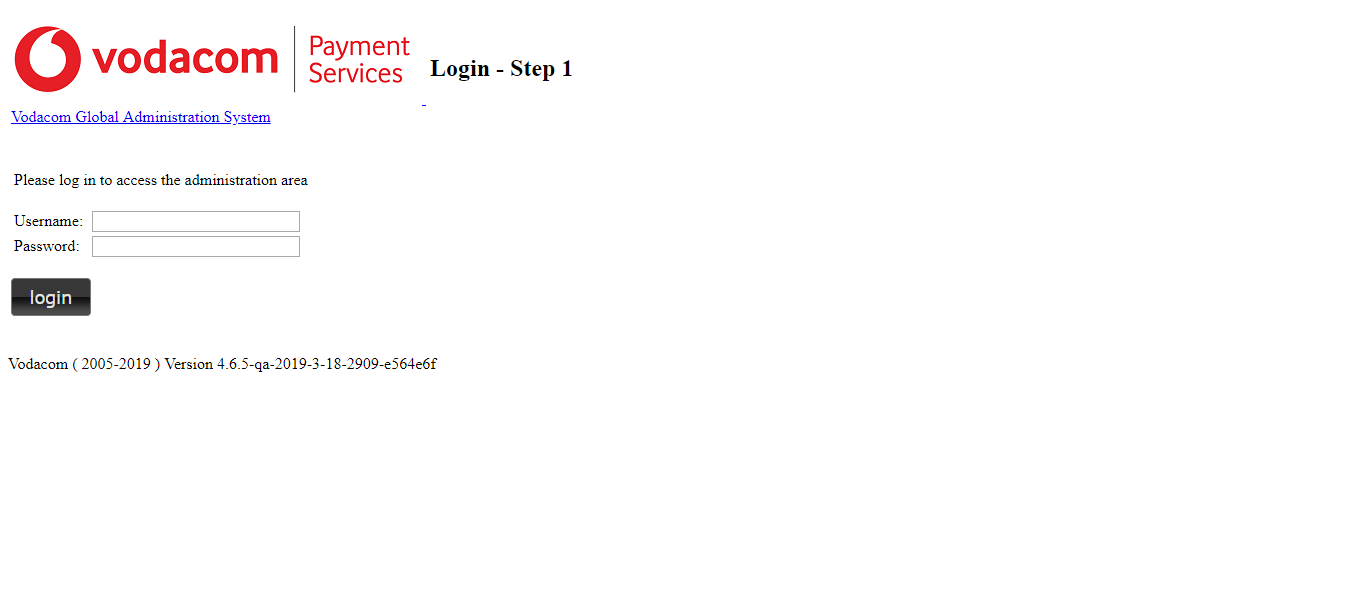 vodacom
Payment
Services
Login - Step 1
Vodacom Global Administration System
Please log in to access the administration area
Username:
Password:
login
Vodacom ( 2005-2019 ) Version 4.6.5-qa-2019-3-18-2909-e564e6f